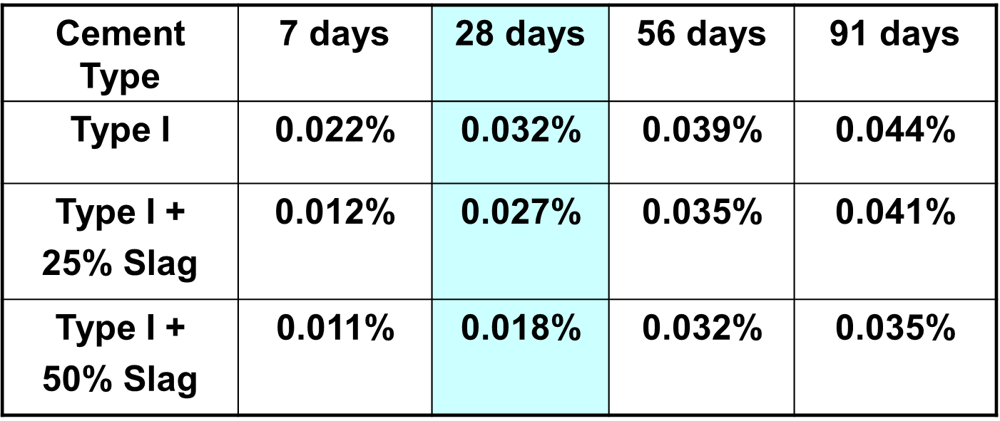 Cement Type 7 days 28 days 56 days 91 days
Type I 0.022% 0.032% 0.039% 0.044%
Type I + 0.012% 0.027% 0.035% 0.041%
25% Slag
Type I + 0.011% 0.018% 0.032% 0.035%
50% Slag